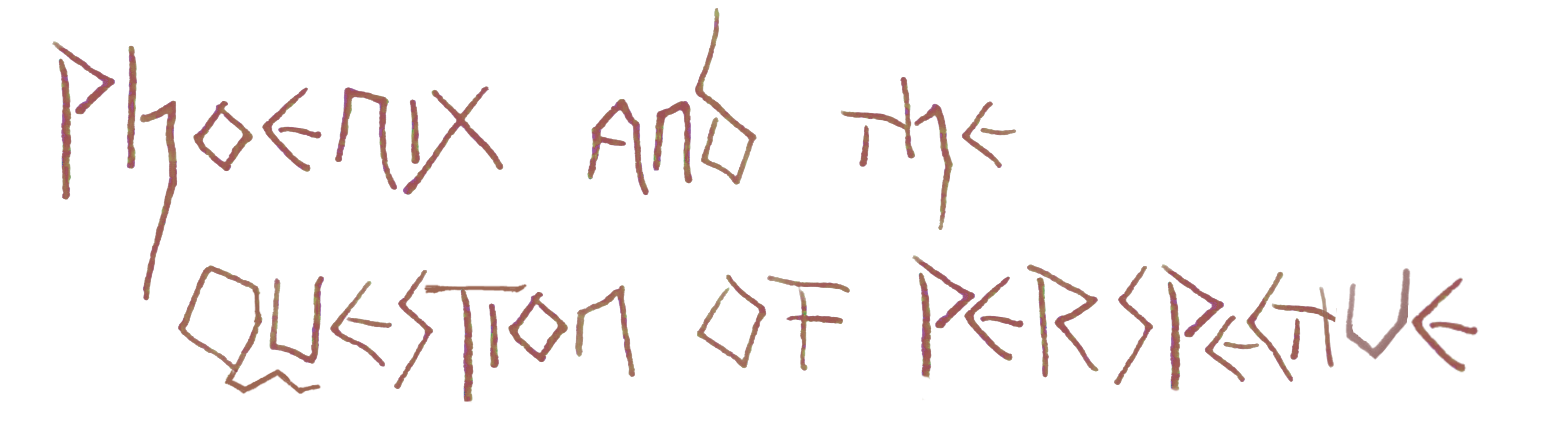 Phoenix and the
Question of Perspective